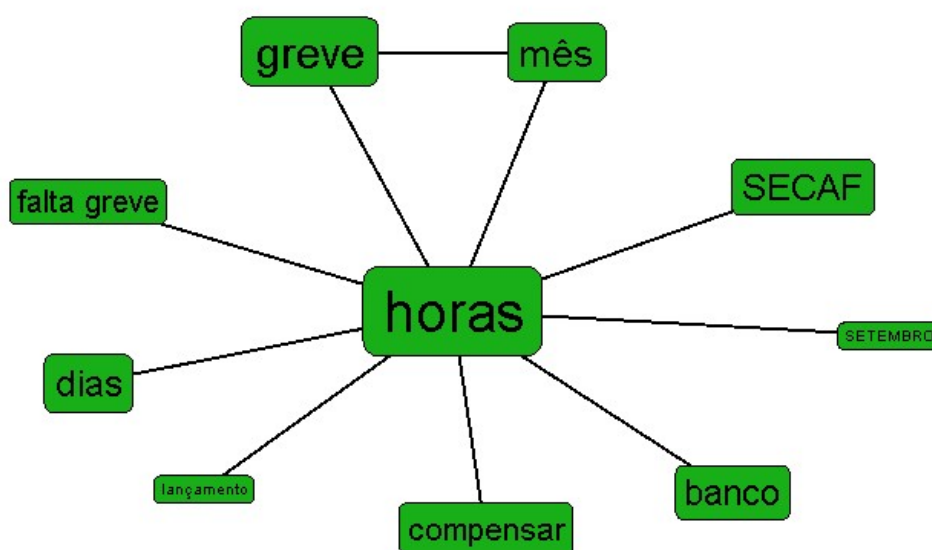 greve
mês
SECAF
falta greve
horas
SETEMBRO
dias
lançamento
banco
compensar